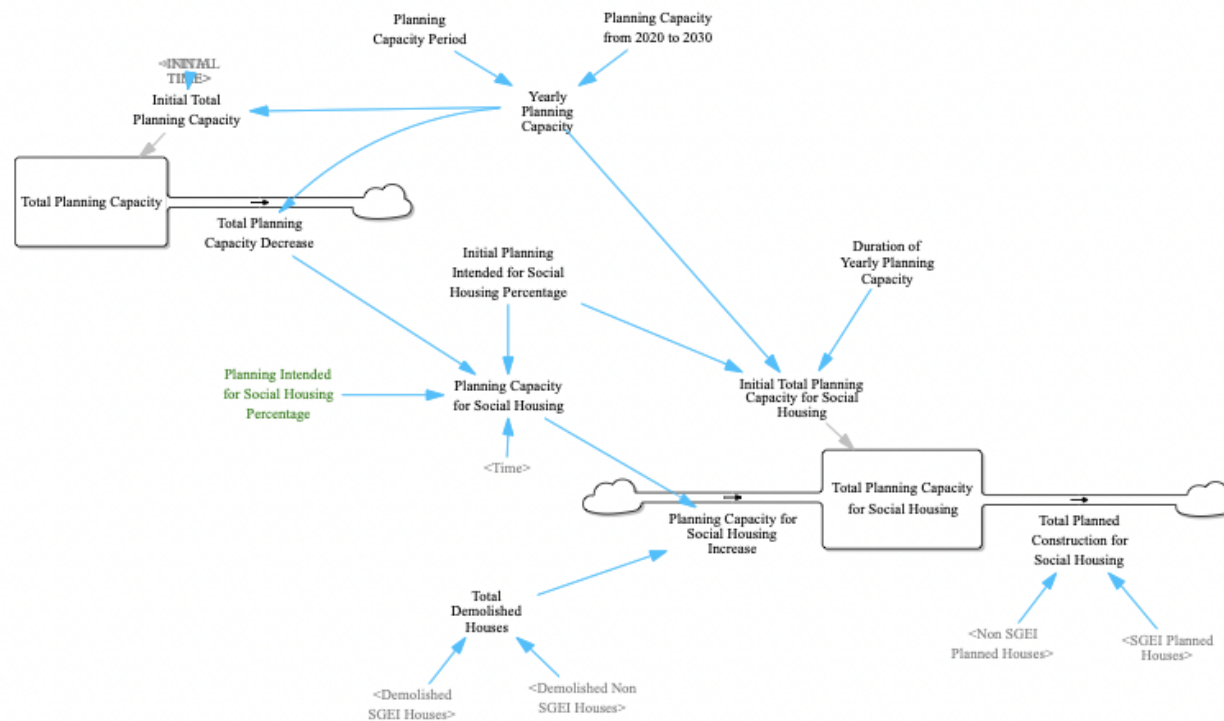 Planning
Capacity Period
Planning Capacity
from 2020 to 2030
TIME>
Initial Total
Planning Capacity
Yearly
Planning
Capacity
Total Planning Capacity
Total Planning
Capacity Decrease
Initial Planning
Intended for Social
Housing Percentage
Duration of
Yearly Planning
Capacity
Planning Intended
for Social Housing
Percentage
Planning Capacity
for Social Housing
Initial Total Planning
Capacity for Social
Housing
<Time>
Total Planning Capacity
for Social Housing
Planning Capacity for
Social Housing
Increase
Total Planned
Construction for
Social Housing
Total
Demolished
Houses
<Non SGEI
Planned Houses>
<SGEI Planned
Houses>
<Demolished
SGEI Houses>
<Demolished Non
SGEI Houses>